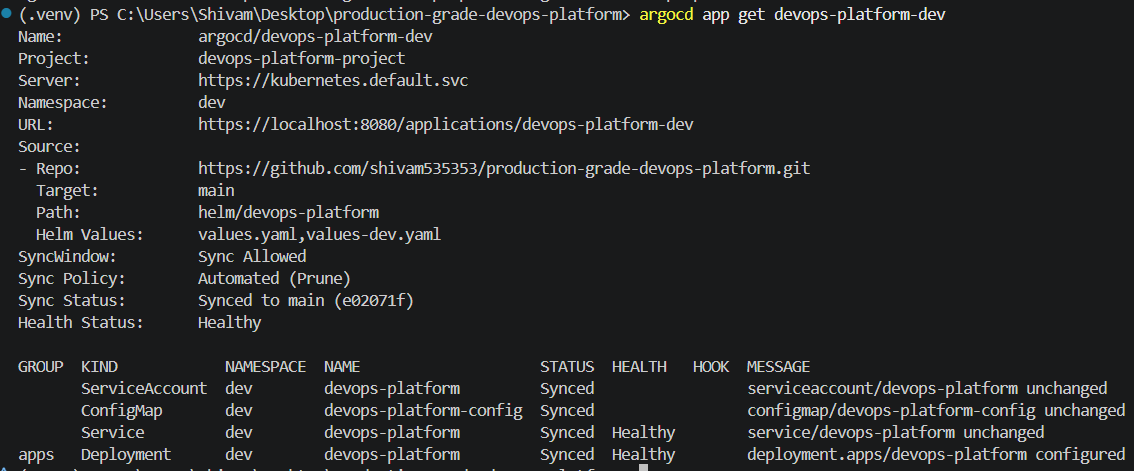 (.venv) PS C:\Users\Shivam\Desktop\production-grade-devops-platform> argocd app get devops-platform-dev
Name:               argocd/devops-platform-dev
Project:            devops-platform-project
Server:             https://kubernetes.default.svc
Namespace:          dev
URL:                https://localhost:8080/applications/devops-platform-dev
Source:
- Repo:             https://github.com/shivam535353/production-grade-devops-platform.git
  Target:           main
  Path:             helm/devops-platform
  Helm Values:      values.yaml,values-dev.yaml
SyncWindow:         Sync Allowed
Sync Policy:        Automated (Prune)
Sync Status:        Synced to main (e02071f)
Health Status:      Healthy

GROUP  KIND            NAMESPACE  NAME                    STATUS  HEALTH   HOOK  MESSAGE
       ServiceAccount  dev        devops-platform         Synced                 serviceaccount/devops-platform unchanged
       ConfigMap       dev        devops-platform-config  Synced                 configmap/devops-platform-config unchanged
       Service         dev        devops-platform         Synced  Healthy        service/devops-platform unchanged
apps   Deployment      dev        devops-platform         Synced  Healthy        deployment.apps/devops-platform configured